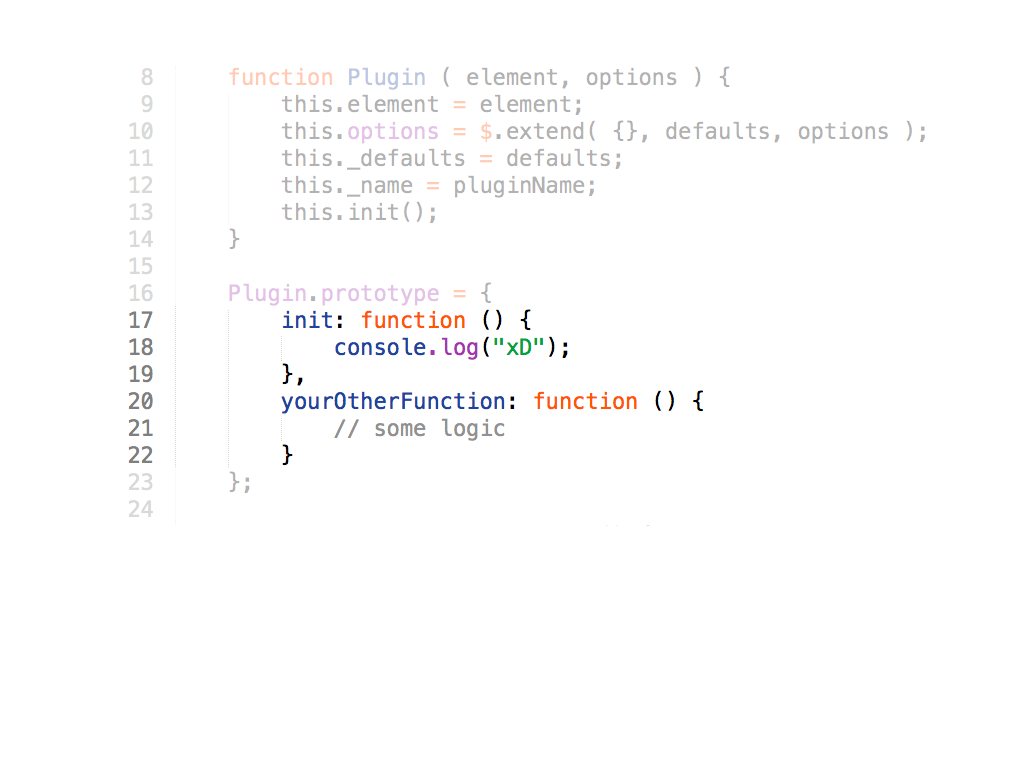 8 function Plugin ( element, options ) {
9 this.element = element;
10 this.options = $.extend( {}, defaults, options );
11 this._defaults = defaults;
12 this._name = pluginName;
13 this.init();
14 }
15
16 Plugin.prototype = {
17 init: function () {
18 console.log("xD");
19 },
20 yourOtherFunction: function () {
21 // some logic
22 }
23 };
24